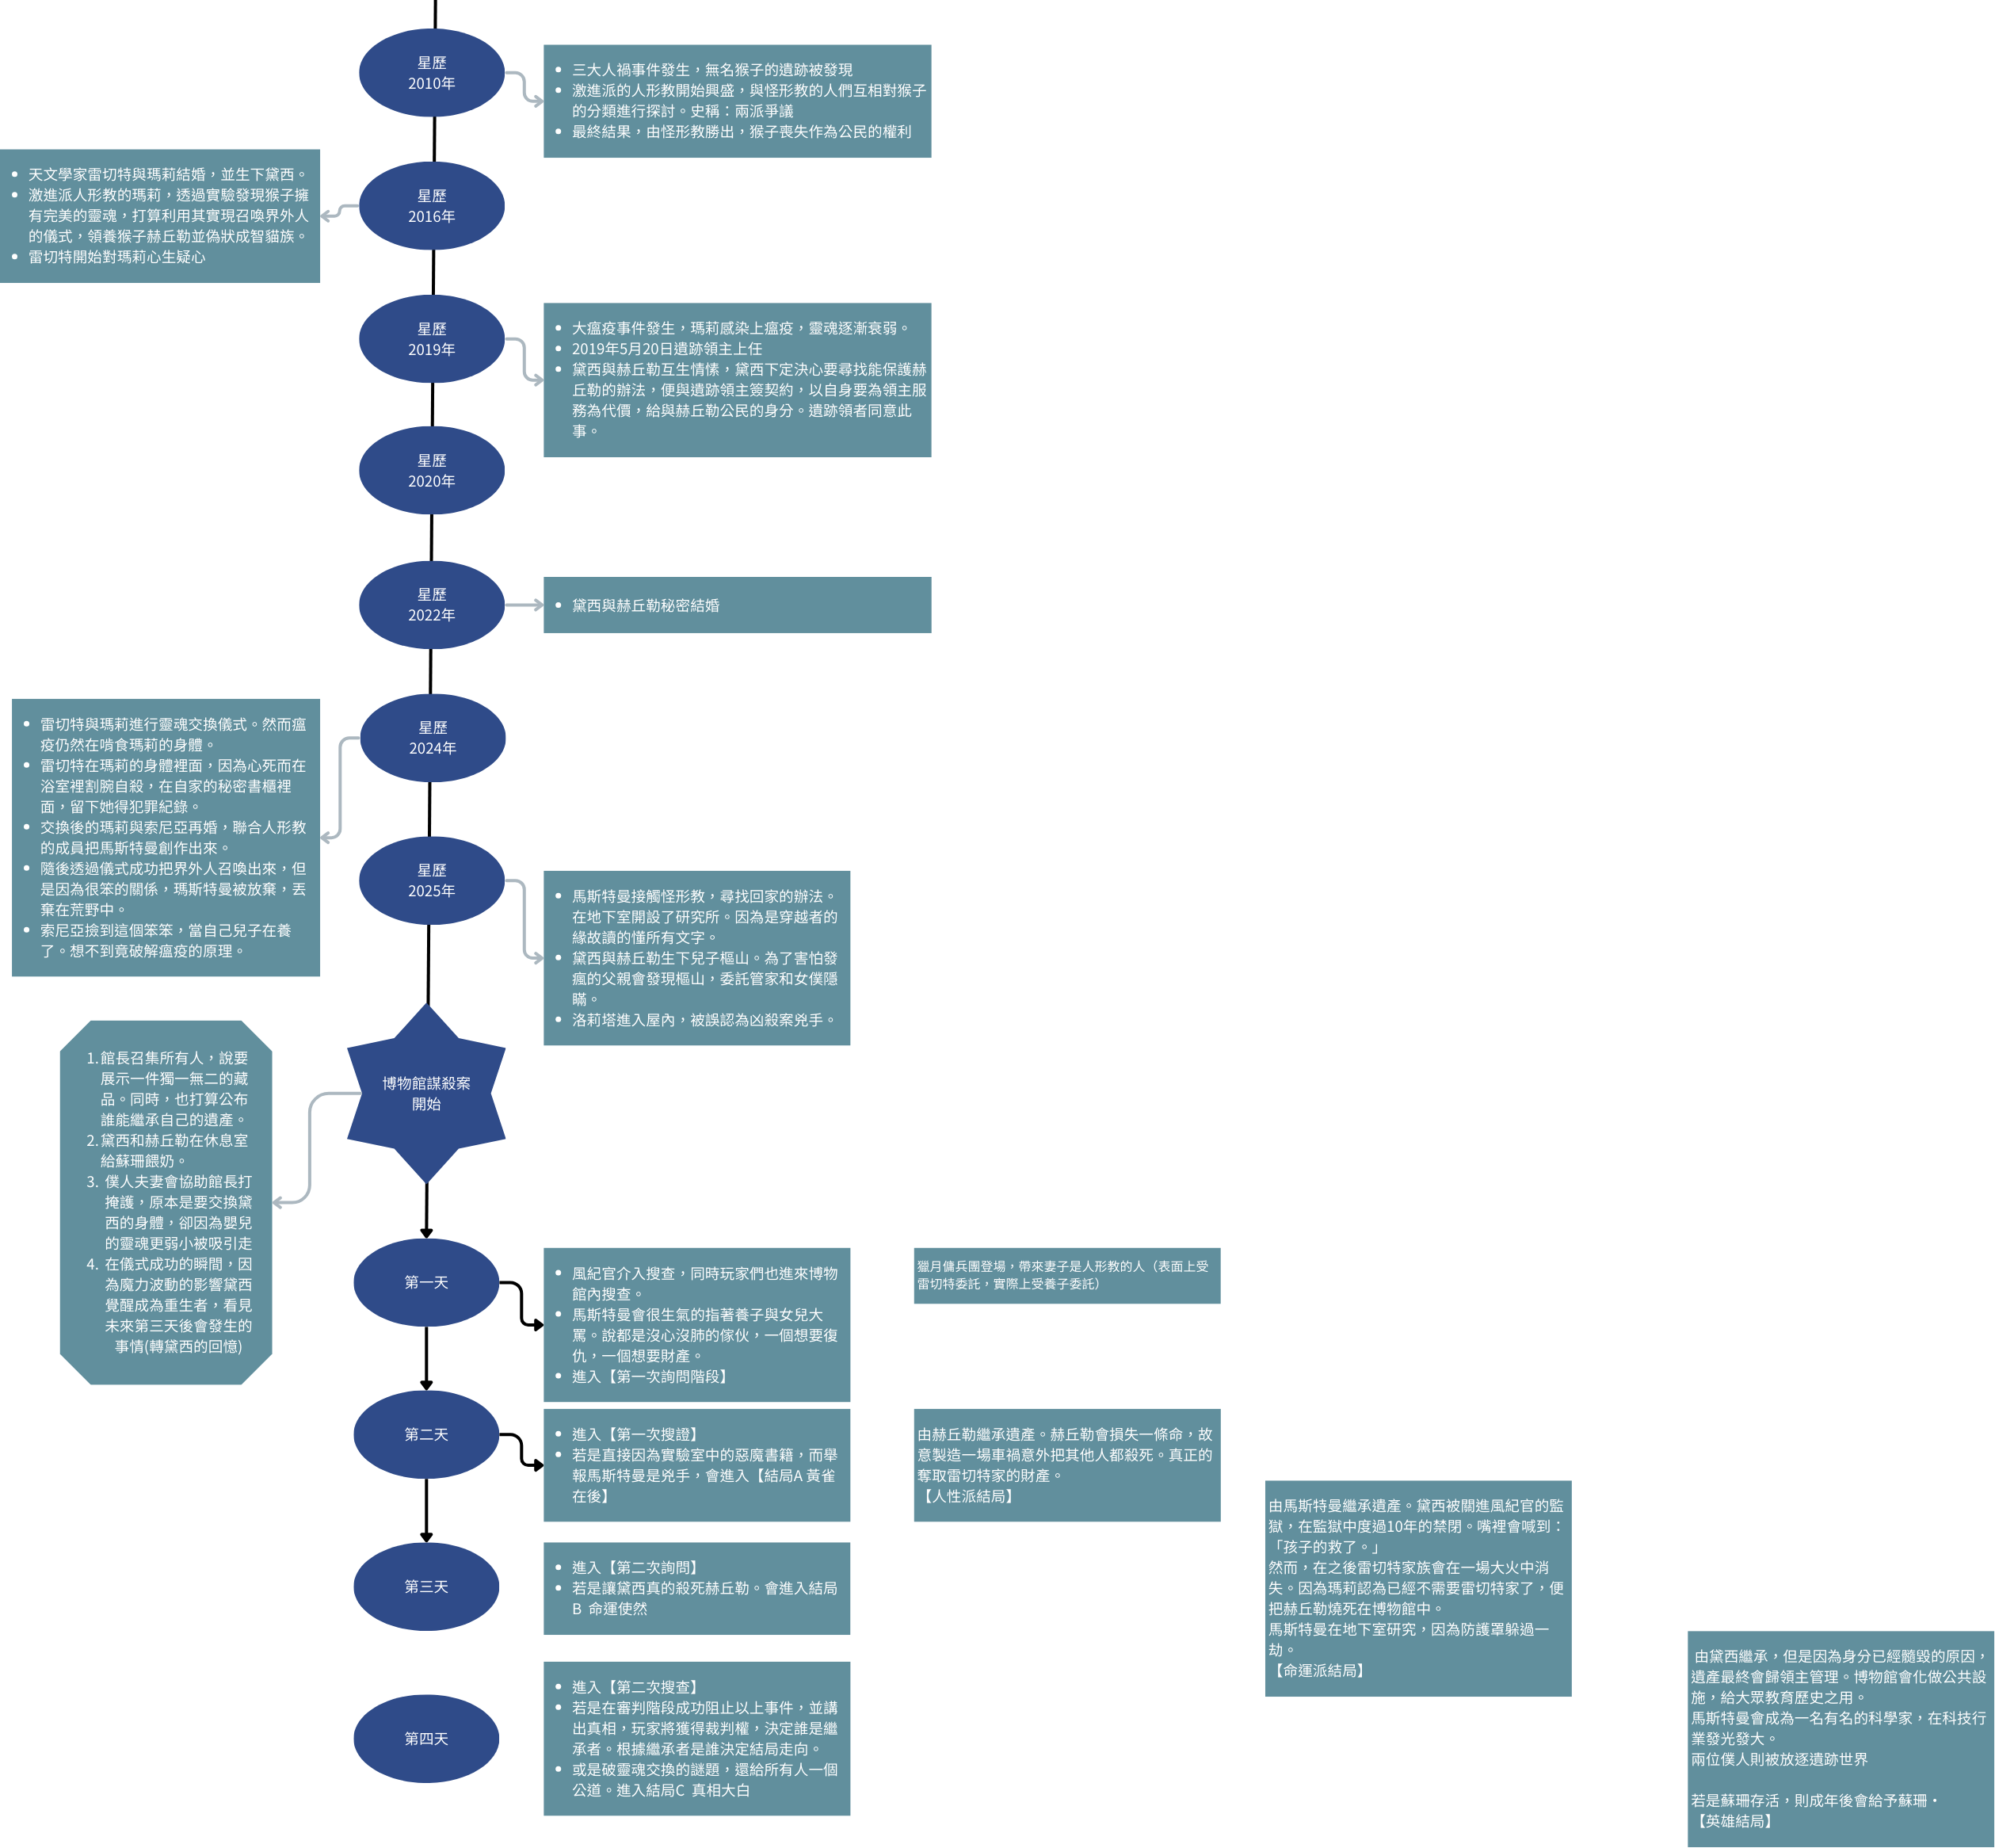 星歷
2010年
三大人禍事件發生，無名猴子的遺跡被發現
激進派的人形教開始興盛，與怪形教的人們互相對猴子
的分類進行探討。史稱：兩派爭議
最終結果，由怪形教勝出，猴子喪失作為公民的權利
星歷
2016年
天文學家雷切特與瑪莉結婚，並生下黛西。
激進派人形教的瑪莉，透過實驗發現猴子擁
有完美的靈魂，打算利用其實現召喚界外人
的儀式，領養猴子赫丘勒並偽狀成智貓族。
雷切特開始對瑪莉心生疑心
星歷
2019年
大瘟疫事件發生，瑪莉感染上瘟疫，靈魂逐漸衰弱。
2019年5月20日遺跡領主上任
黛西與赫丘勒互生情愫，黛西下定決心要尋找能保護赫
丘勒的辦法，便與遺跡領主簽契約，以自身要為領主服
務為代價，給與赫丘勒公民的身分。遺跡領者同意此
事。
星歷
2020年
星歷
2022年
黛西與赫丘勒秘密結婚
星歷
2024年
雷切特與瑪莉進行靈魂交換儀式。然而瘟
疫仍然在啃食瑪莉的身體。
雷切特在瑪莉的身體裡面，因為心死而在
浴室裡割腕自殺，在自家的秘密書櫃裡
面，留下她得犯罪紀錄。
交換後的瑪莉與索尼亞再婚，聯合人形教
的成員把馬斯特曼創作出來。
隨後透過儀式成功把界外人召喚出來，但
是因為很笨的關係，瑪斯特曼被放棄，丟
棄在荒野中。
索尼亞撿到這個笨笨，當自己兒子在養
了。想不到竟破解瘟疫的原理。
星歷
2025年
馬斯特曼接觸怪形教，尋找回家的辦法。
在地下室開設了研究所。因為是穿越者的
緣故讀的懂所有文字。
黛西與赫丘勒生下兒子樞山。為了害怕發
瘋的父親會發現樞山，委託管家和女僕隱
瞞。
洛莉塔進入屋內，被誤認為凶殺案兇手。
博物館謀殺案
開始
1. 館長召集所有人，說要
展示一件獨一無二的藏
品。同時，也打算公布
誰能繼承自己的遺產。
2. 黛西和赫丘勒在休息室
給蘇珊餵奶。
3. 僕人夫妻會協助館長打
掩護，原本是要交換黛
西的身體，卻因為嬰兒
的靈魂更弱小被吸引走
4. 在儀式成功的瞬間，因
為魔力波動的影響黛西
覺醒成為重生者，看見
未來第三天後會發生的
事情(轉黛西的回憶)
第一天
風紀官介入搜查，同時玩家們也進來博物
館內搜查。
馬斯特曼會很生氣的指著養子與女兒大
罵。說都是沒心沒肺的傢伙，一個想要復
仇，一個想要財產。
進入【第一次詢問階段】
獵月傭兵團登場，帶來妻子是人形教的人（表面上受
雷切特委託，實際上受養子委託）
第二天
進入【第一次搜證】
若是直接因為實驗室中的惡魔書籍，而舉
報馬斯特曼是兇手，會進入【結局A 黃雀
在後】
由赫丘勒繼承遺產。赫丘勒會損失一條命，故
意製造一場車禍意外把其他人都殺死。真正的
奪取雷切特家的財產。
【人性派結局】
第三天
進入【第二次詢問】
若是讓黛西真的殺死赫丘勒。會進入結局
B 命運使然
由馬斯特曼繼承遺產。黛西被關進風紀官的監
獄，在監獄中度過10年的禁閉。嘴裡會喊到：
「孩子的救了。」
然而，在之後雷切特家族會在一場大火中消
失。因為瑪莉認為已經不需要雷切特家了，便
把赫丘勒燒死在博物館中。
馬斯特曼在地下室研究，因為防護罩躲過一
劫。
【命運派結局】
第四天
進入【第二次搜查】
若是在審判階段成功阻止以上事件，並講
出真相，玩家將獲得裁判權，決定誰是繼
承者。根據繼承者是誰決定結局走向。
或是破靈魂交換的謎題，還給所有人一個
公道。進入結局C 真相大白
由黛西繼承，但是因為身分已經髓毀的原因，
遺產最終會歸領主管理。博物館會化做公共設
施，給大眾教育歷史之用。
馬斯特曼會成為一名有名的科學家，在科技行
業發光發大。
兩位僕人則被放逐遺跡世界
若是蘇珊存活，則成年後會給予蘇珊・
【英雄結局】